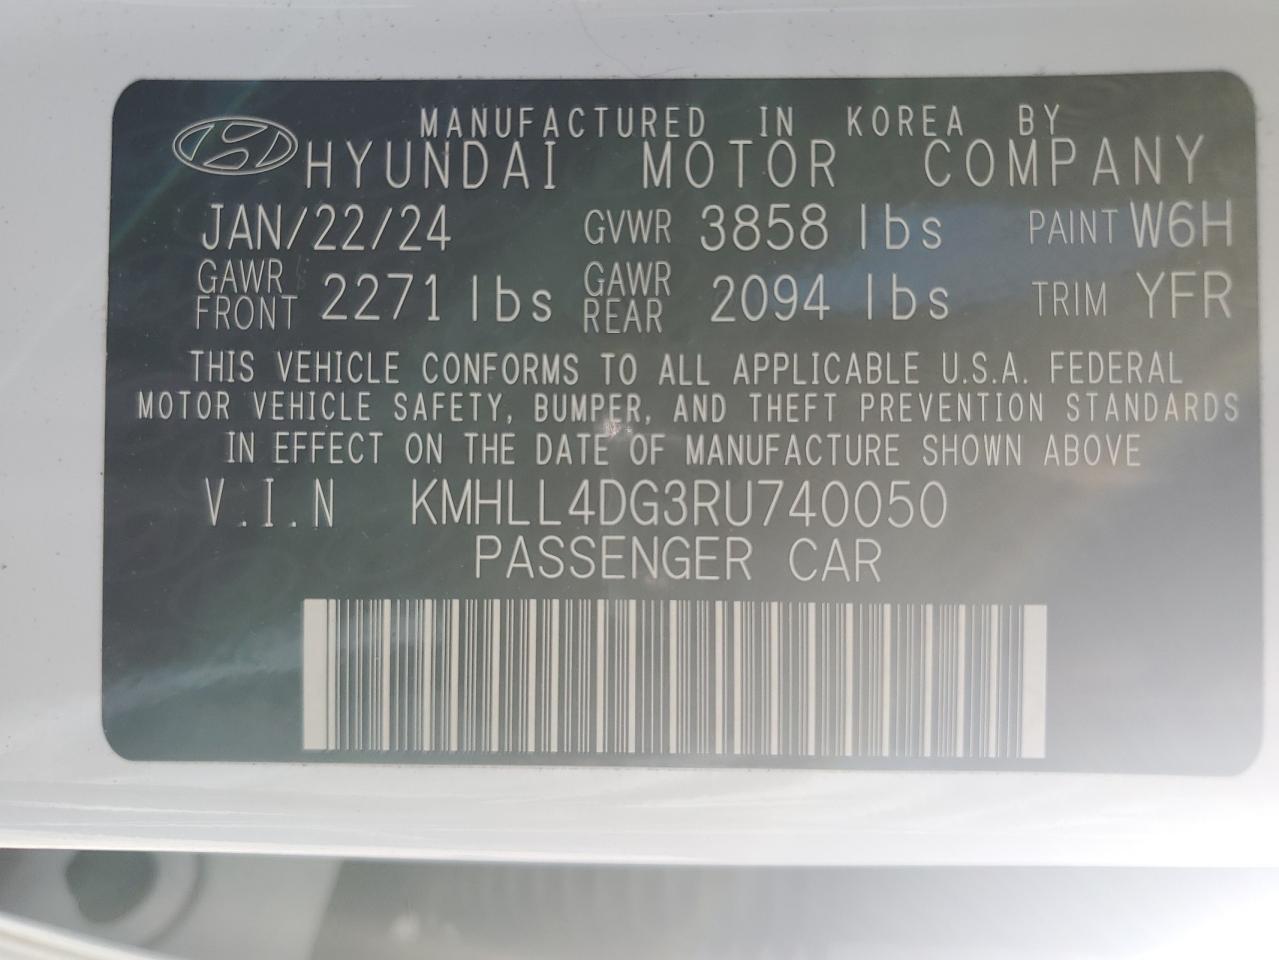 MANUFACTURED IN KOREA BY
HYUNDAI MOTOR COMPANY
JAN/22/24 GVWR 3858 lbs PAINT W6H
GAWR FRONT 2271 lbs GAWR REAR 2094 lbs TRIM YFR
THIS VEHICLE CONFORMS TO ALL APPLICABLE U.S.A. FEDERAL
MOTOR VEHICLE SAFETY, BUMPER, AND THEFT PREVENTION STANDARDS
IN EFFECT ON THE DATE OF MANUFACTURE SHOWN ABOVE
V.I.N KMHLL4DG3RU740050
PASSENGER CAR